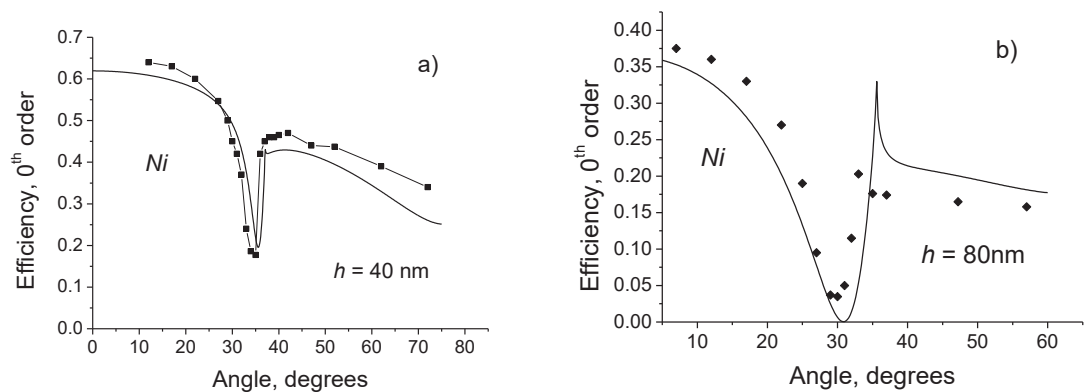 a)
0.7
0.6
0.5
0.4
0.3
0.2
0.1
0.0
Efficiency, 0th order
Ni
h = 40 nm
0 10 20 30 40 50 60 70 80
Angle, degrees
b)
0.40
0.35
0.30
0.25
0.20
0.15
0.10
0.05
0.00
Efficiency, 0th order
Ni
h = 80nm
10 20 30 40 50 60
Angle, degrees